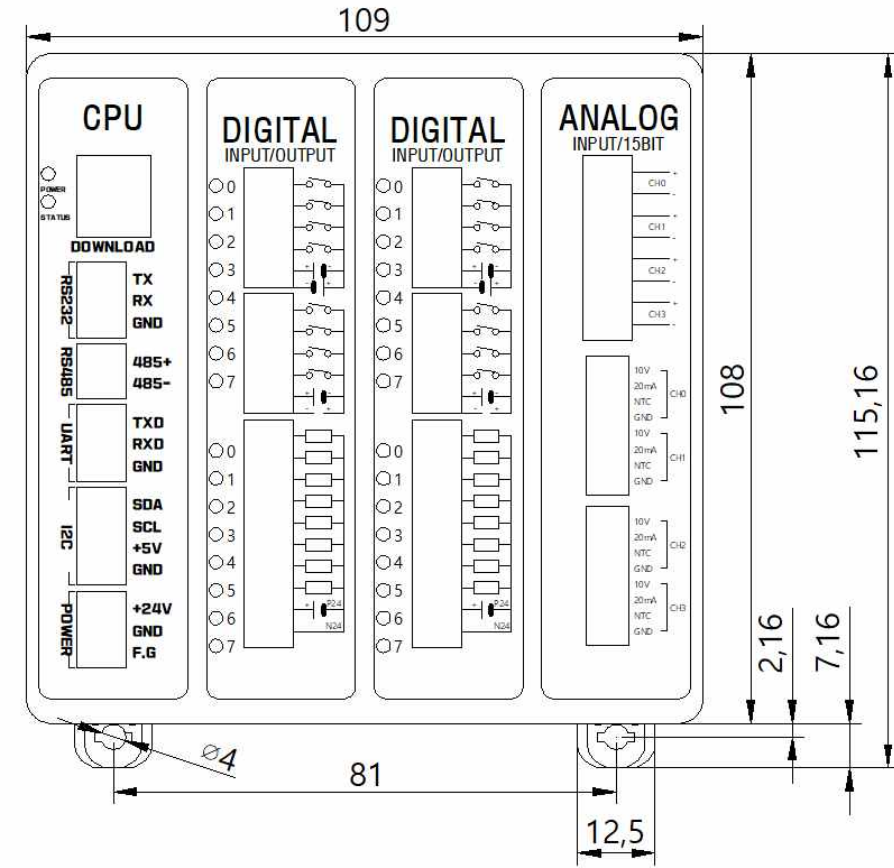 109
CPU
POWER
STATUS
DOWNLOAD
RS232
TX
RX
GND
RS485
485+
485-
UART
TXD
RXD
GND
I2C
SDA
SCL
+5V
GND
POWER
+24V
GND
F.G
DIGITAL
INPUT/OUTPUT
0
1
2
3
4
5
6
7
+ -
- +
+ -
- +
0
1
2
3
4
5
6
7
+
P24
N24
DIGITAL
INPUT/OUTPUT
0
1
2
3
4
5
6
7
+ -
- +
+ -
- +
0
1
2
3
4
5
6
7
+
P24
N24
ANALOG
INPUT/15BIT
+
CH0
-
+
CH1
-
+
CH2
-
+
CH3
-
10V
20mA
NTC
GND
CH0
10V
20mA
NTC
GND
CH1
10V
20mA
NTC
GND
CH2
10V
20mA
NTC
GND
CH3
108
115,16
2,16
7,16
⌀4
81
12,5